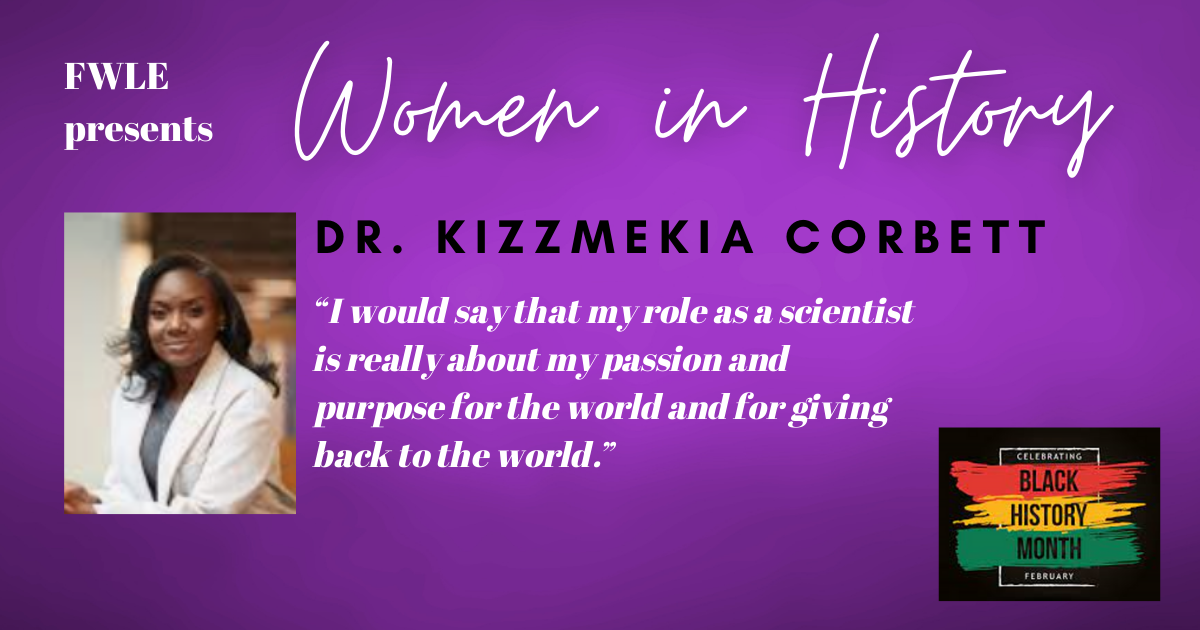 FWLE
presents
Women in History
DR. KIZZMEKIA CORBETT
“I would say that my role as a scientist
is really about my passion and
purpose for the world and for giving
back to the world.”
CELEBRATING
BLACK
HISTORY
MONTH
FEBRUARY